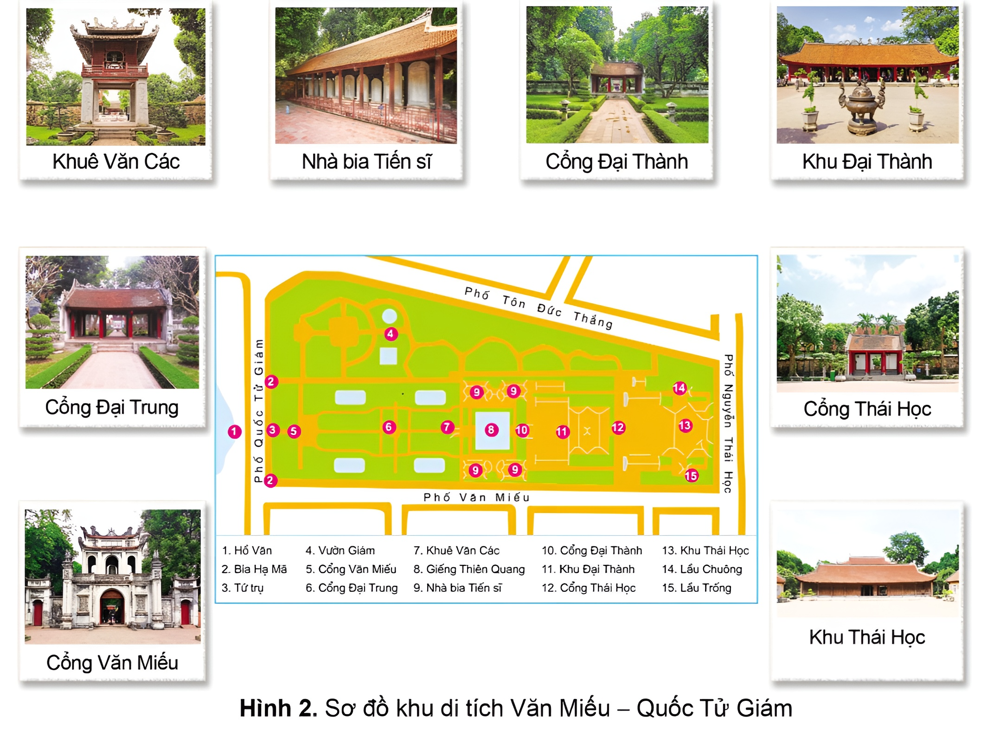 Khuê Văn Các
Nhà bia Tiến sĩ
Cổng Đại Thành
Khu Đại Thành
Cổng Đại Trung
Cổng Thái Học
Cổng Văn Miếu
Khu Thái Học
Phố Tôn Đức Thắng
Phố Quốc Tử Giám
Phố Nguyễn Thái Học
Phố Văn Miếu
4
2
9 9 14
1 3 5 6 7 8 10 11 12 13
2 9 9 15
1. Hồ Văn
2. Bia Hạ Mã
3. Tứ trụ
4. Vườn Giám
5. Cổng Văn Miếu
6. Cổng Đại Trung
7. Khuê Văn Các
8. Giếng Thiên Quang
9. Nhà bia Tiến sĩ
10. Cổng Đại Thành
11. Khu Đại Thành
12. Cổng Thái Học
13. Khu Thái Học
14. Lầu Chuông
15. Lầu Trống
Hình 2. Sơ đồ khu di tích Văn Miếu – Quốc Tử Giám